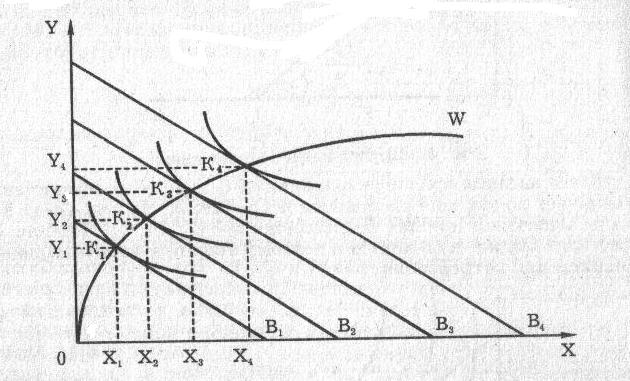 Y
W
Y₄ K₄
Y₃ K₃
Y₂ K₂
Y₁ K₁
B₁ B₂ B₃ B₄
0 X₁ X₂ X₃ X₄ X